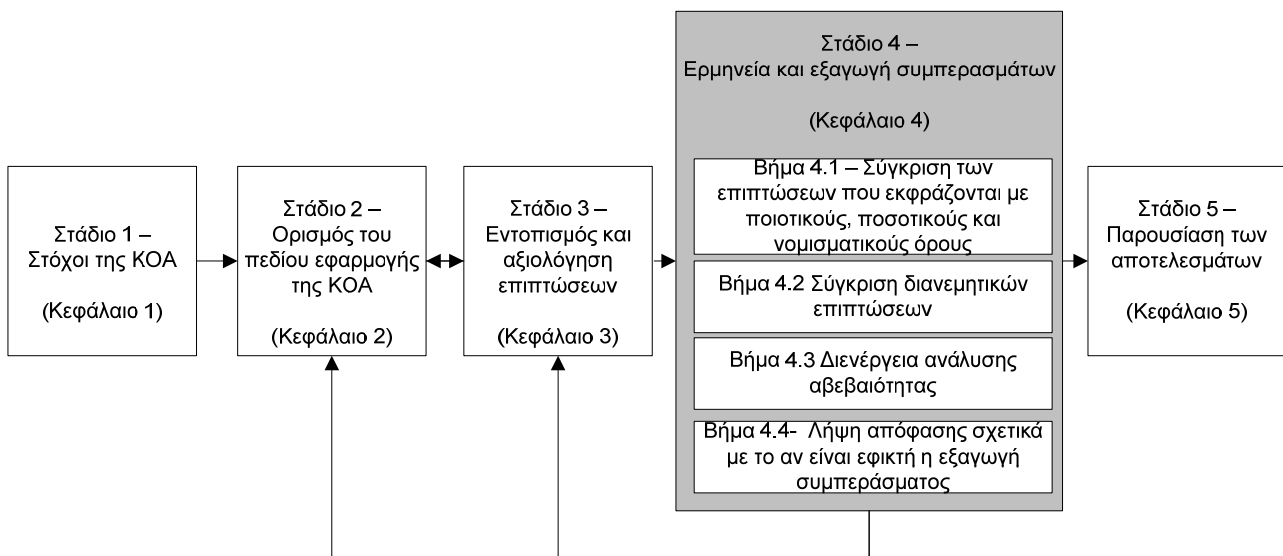 Στάδιο 1 –
Στόχοι της ΚΟΑ
(Κεφάλαιο 1)
Στάδιο 2 –
Ορισμός του
πεδίου εφαρμογής
της ΚΟΑ
(Κεφάλαιο 2)
Στάδιο 3 –
Εντοπισμός και
αξιολόγηση
επιπτώσεων
(Κεφάλαιο 3)
Στάδιο 4 –
Ερμηνεία και εξαγωγή συμπερασμάτων
(Κεφάλαιο 4)
Βήμα 4.1 – Σύγκριση των
επιπτώσεων που εκφράζονται με
ποιοτικούς, ποσοτικούς και
νομισματικούς όρους
Βήμα 4.2 Σύγκριση διανεμητικών
επιπτώσεων
Βήμα 4.3 Διενέργεια ανάλυσης
αβεβαιότητας
Βήμα 4.4- Λήψη απόφασης σχετικά
με το αν είναι εφικτή η εξαγωγή
συμπεράσματος
Στάδιο 5 –
Παρουσίαση των
αποτελεσμάτων
(Κεφάλαιο 5)